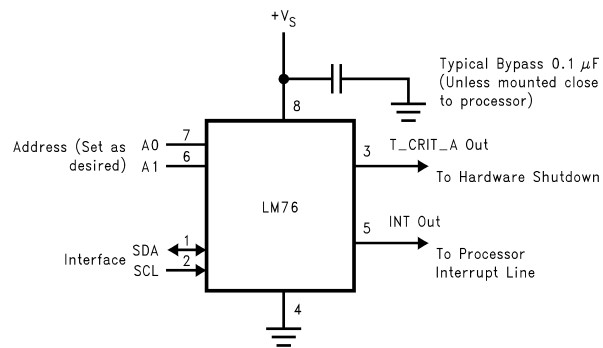 +VS
Typical Bypass 0.1 μF
(Unless mounted close
to processor)
8
Address (Set as
desired)
A0
7
A1
6
3
T_CRIT_A Out
To Hardware Shutdown
LM76
5
INT Out
To Processor
Interrupt Line
Interface
SDA
1
SCL
2
4